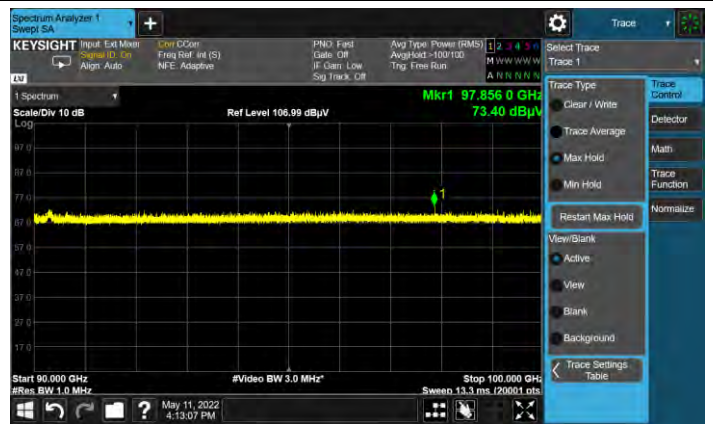 Spectrum Analyzer 1
Swept SA
+
Trace
KEYSIGHT
Input: Ext Mixer
Signal ID: On
Align: Auto
Corr CCorr
Freq Ref: Int (S)
NFE: Adaptive
PNO: Fast
Gate: Off
IF Gain: Low
Sig Track: Off
Avg Type: Power (RMS)
Avg|Hold:>100/100
Trig: Free Run
1 2 3 4 5 6
M W W W W W
A N N N N N
LXI
Select Trace
Trace 1
1 Spectrum
Scale/Div 10 dB
Ref Level 106.99 dBµV
Mkr1 97.856 0 GHz
73.40 dBµV
Log
97.0
87.0
77.0
67.0
57.0
47.0
37.0
27.0
17.0
1
Start 90.000 GHz
#Video BW 3.0 MHz*
Stop 100.000 GHz
#Res BW 1.0 MHz
Sweep 13.3 ms (20001 pts
Trace Type
Clear / Write
Trace Average
Max Hold
Min Hold
Restart Max Hold
View/Blank
Active
View
Blank
Background
Trace Settings
Table
Trace
Control
Detector
Math
Trace
Function
Normalize
?
May 11, 2022
4:13:07 PM